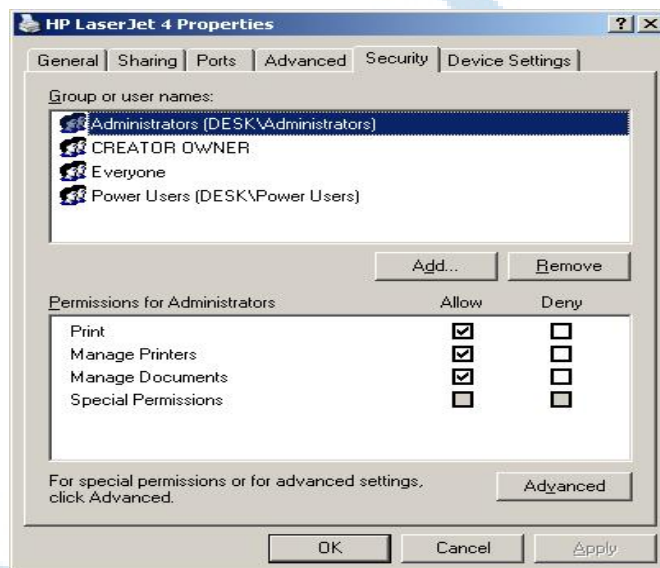 HP LaserJet 4 Properties
General Sharing Ports Advanced Security Device Settings
Group or user names:
Administrators (DESK\Administrators)
CREATOR OWNER
Everyone
Power Users (DESK\Power Users)
Add... Remove
Permissions for Administrators Allow Deny
Print
Manage Printers
Manage Documents
Special Permissions
For special permissions or for advanced settings,
click Advanced.
Advanced
OK Cancel Apply